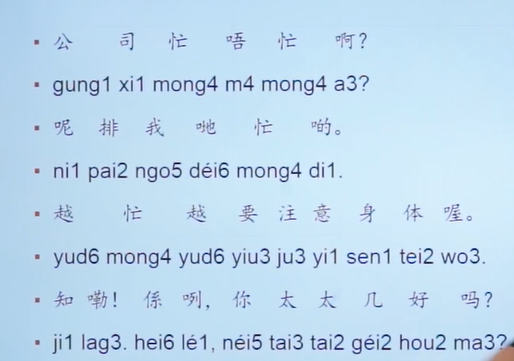 公司忙唔忙啊?
gung1 xi1 mong4 m4 mong4 a3?
呢排我哋忙啲。
ni1 pai2 ngo5 déi6 mong4 di1.
越忙越要注意身体喔。
yud6 mong4 yud6 yiu3 ju3 yi1 sen1 tei2 wo3.
知嘞!係咧,你太太几好吗?
ji1 lag3. hei6 lé1, néi5 tai3 tai2 géi2 hou2 ma3?